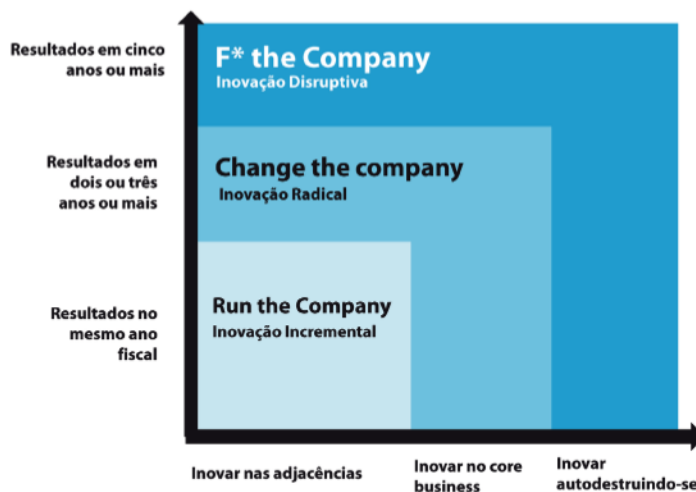 Resultados em cinco
anos ou mais
F* the Company
Inovação Disruptiva
Resultados em
dois ou três
anos ou mais
Change the company
Inovação Radical
Resultados no
mesmo ano
fiscal
Run the Company
Inovação Incremental
Inovar nas adjacências
Inovar no core
business
Inovar
autodestruindo-se